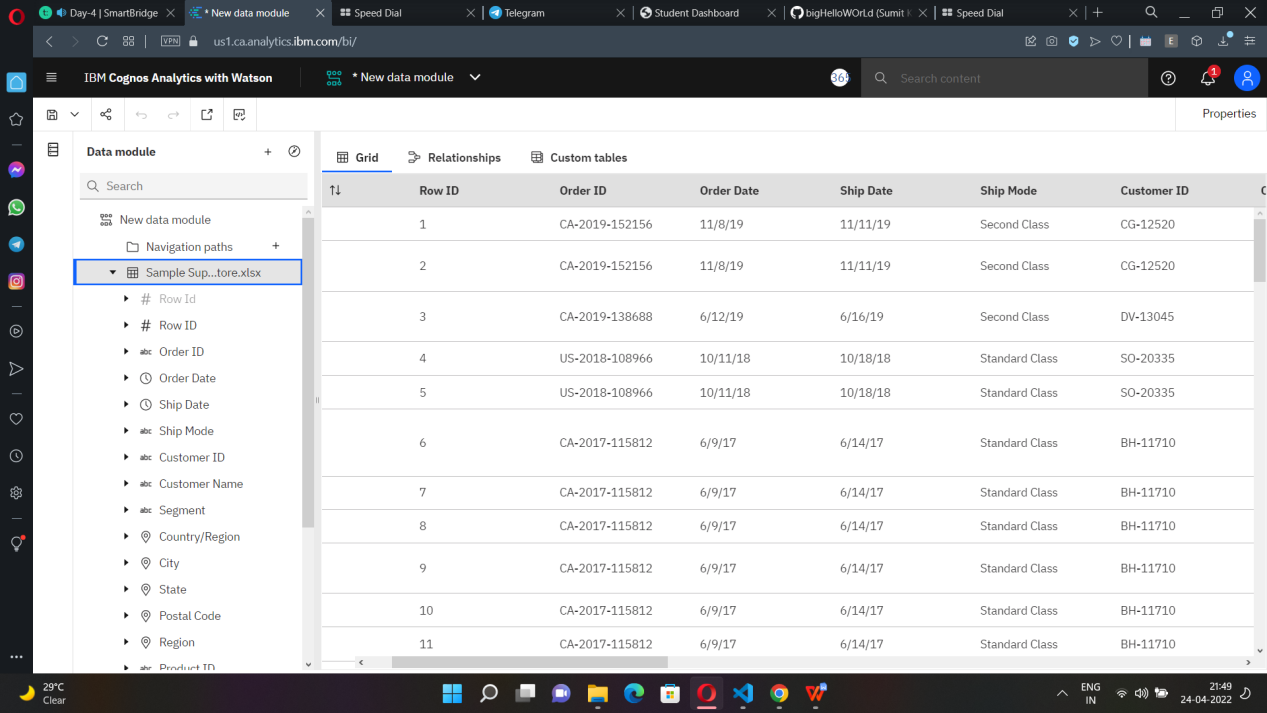 Day-4 | SmartBridge
* New data module
Speed Dial
Telegram
Student Dashboard
bigHelloWOrLd (Sumit K
Speed Dial
VPN
us1.ca.analytics.ibm.com/bi/
IBM Cognos Analytics with Watson
* New data module
365
Search content
1
Properties
Data module
Search
New data module
Navigation paths
Sample Sup...tore.xlsx
# Row Id
# Row ID
abc Order ID
Order Date
Ship Date
abc Ship Mode
abc Customer ID
abc Customer Name
abc Segment
Country/Region
City
State
Postal Code
Region
abc Product ID
Grid Relationships Custom tables
Row ID Order ID Order Date Ship Date Ship Mode Customer ID C
1 CA-2019-152156 11/8/19 11/11/19 Second Class CG-12520
2 CA-2019-152156 11/8/19 11/11/19 Second Class CG-12520
3 CA-2019-138688 6/12/19 6/16/19 Second Class DV-13045
4 US-2018-108966 10/11/18 10/18/18 Standard Class SO-20335
5 US-2018-108966 10/11/18 10/18/18 Standard Class SO-20335
6 CA-2017-115812 6/9/17 6/14/17 Standard Class BH-11710
7 CA-2017-115812 6/9/17 6/14/17 Standard Class BH-11710
8 CA-2017-115812 6/9/17 6/14/17 Standard Class BH-11710
9 CA-2017-115812 6/9/17 6/14/17 Standard Class BH-11710
10 CA-2017-115812 6/9/17 6/14/17 Standard Class BH-11710
11 CA-2017-115812 6/9/17 6/14/17 Standard Class BH-11710
29°C
Clear
ENG
IN
21:49
24-04-2022